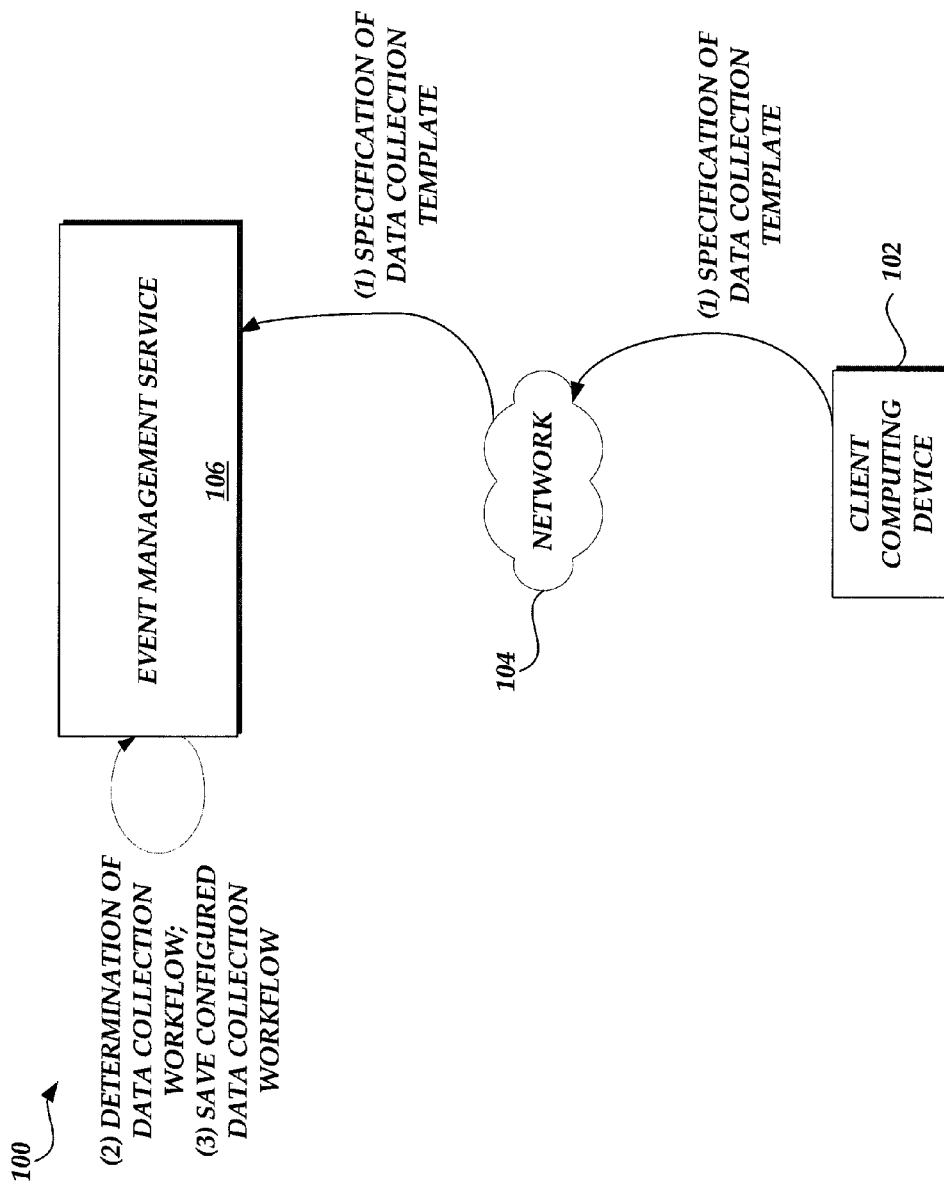 100
(2) DETERMINATION OF
DATA COLLECTION
WORKFLOW;
(3) SAVE CONFIGURED
DATA COLLECTION
WORKFLOW
EVENT MANAGEMENT SERVICE
106
(1) SPECIFICATION OF
DATA COLLECTION
TEMPLATE
104
NETWORK
(1) SPECIFICATION OF
DATA COLLECTION
TEMPLATE
CLIENT
COMPUTING
DEVICE
102